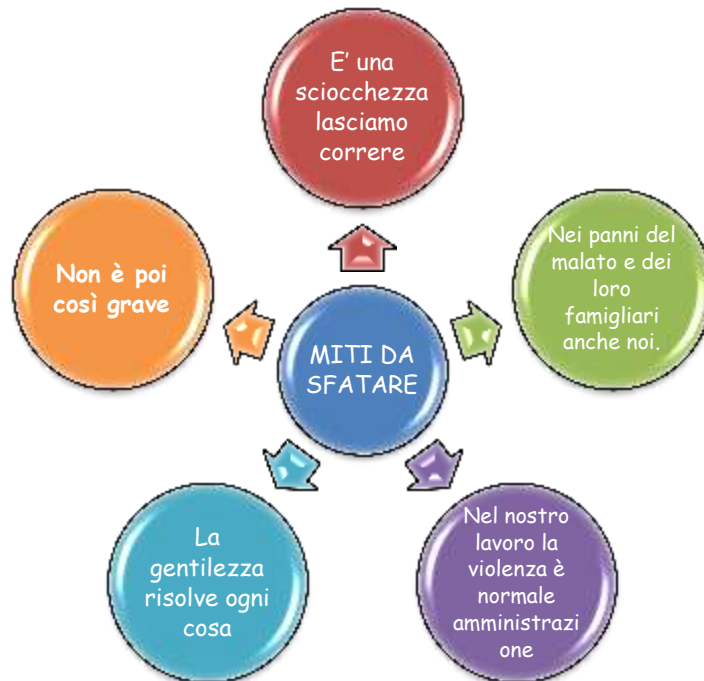 E' una
sciocchezza
lasciamo
correre
Nei panni del
malato e dei
loro
famigliari
anche noi.
Non è poi
così grave
MITI DA
SFATARE
Nel nostro
lavoro la
violenza è
normale
amministrazi
one
La
gentilezza
risolve ogni
cosa